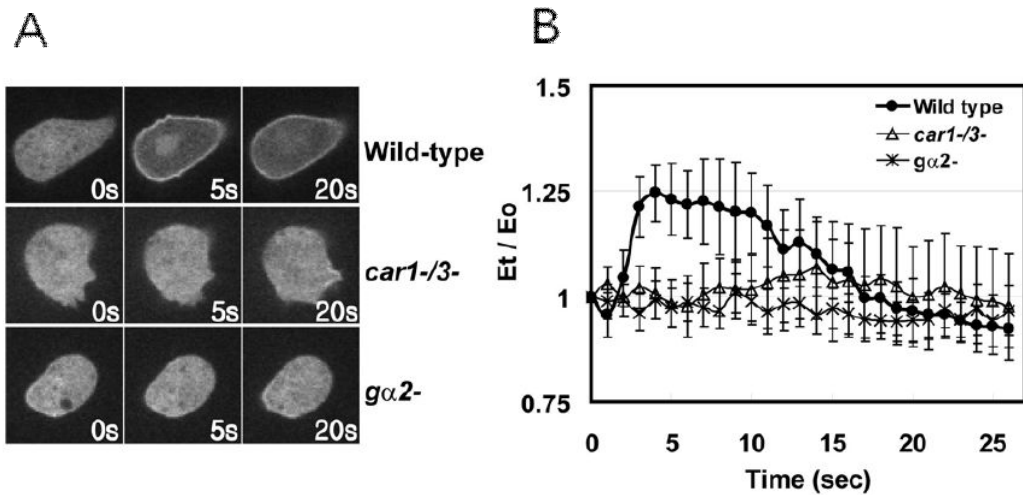 A
0s
5s
20s
Wild-type
0s
5s
20s
car1-/3-
0s
5s
20s
gα2-
B
1.5
1.25
1
0.75
Et / Eo
Wild type
car1-/3-
gα2-
0
5
10
15
20
25
Time (sec)